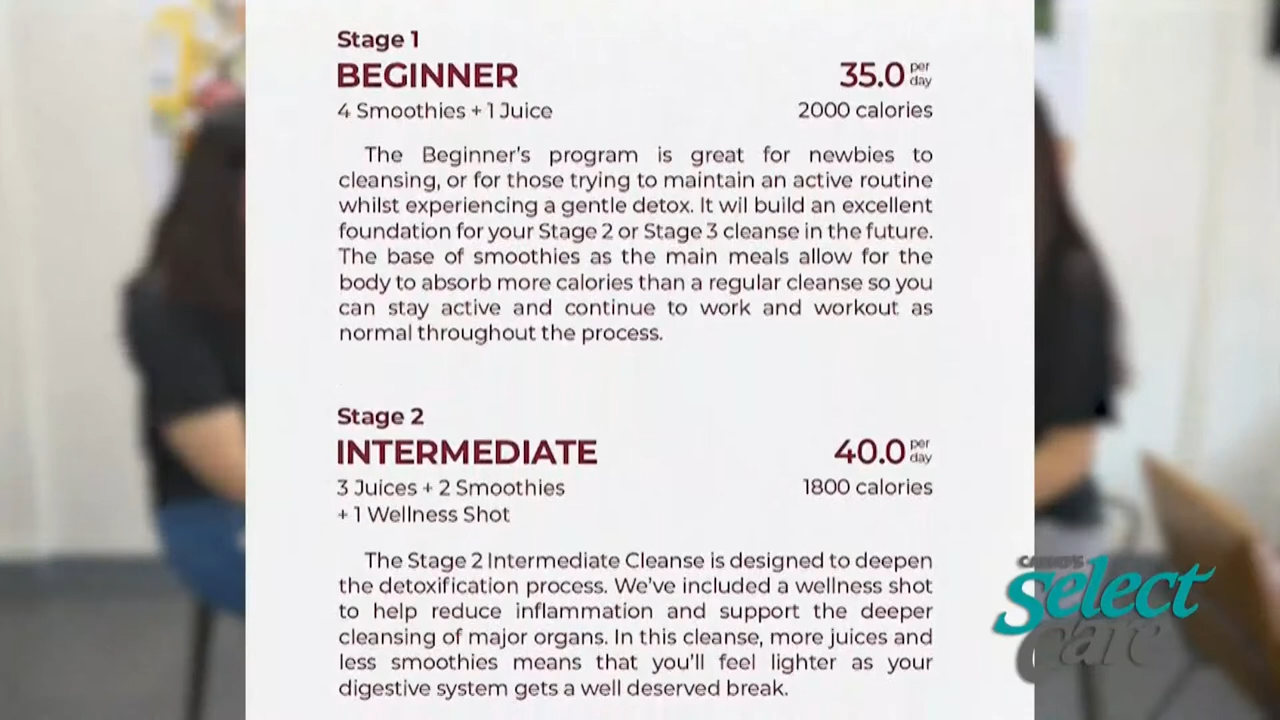 Stage 1
BEGINNER
35.0 per day
4 Smoothies + 1 Juice
2000 calories
The Beginner's program is great for newbies to
cleansing, or for those trying to maintain an active routine
whilst experiencing a gentle detox. It wil build an excellent
foundation for your Stage 2 or Stage 3 cleanse in the future.
The base of smoothies as the main meals allow for the
body to absorb more calories than a regular cleanse so you
can stay active and continue to work and workout as
normal throughout the process.
Stage 2
INTERMEDIATE
40.0 per day
3 Juices + 2 Smoothies
1800 calories
+ 1 Wellness Shot
The Stage 2 Intermediate Cleanse is designed to deepen
the detoxification process. We've included a wellness shot
to help reduce inflammation and support the deeper
cleansing of major organs. In this cleanse, more juices and
less smoothies means that you'll feel lighter as your
digestive system gets a well deserved break.
Select
care